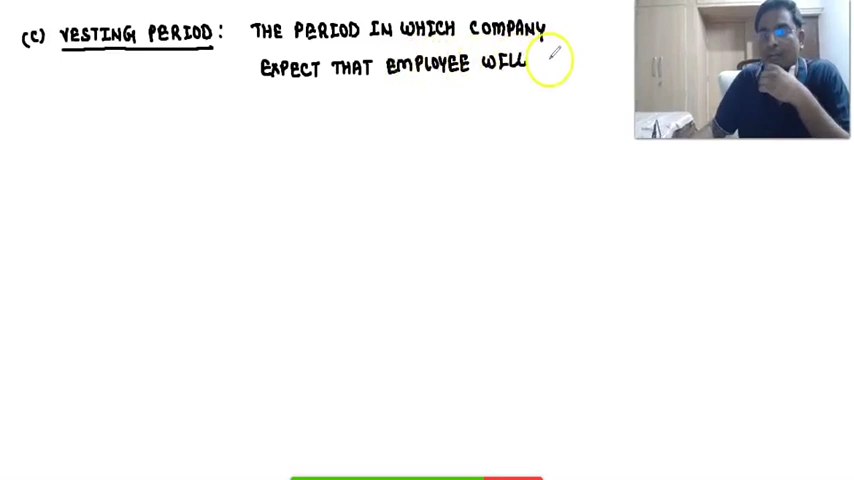 (C) VESTING PERIOD : THE PERIOD IN WHICH COMPANY
EXPECT THAT EMPLOYEE WILL